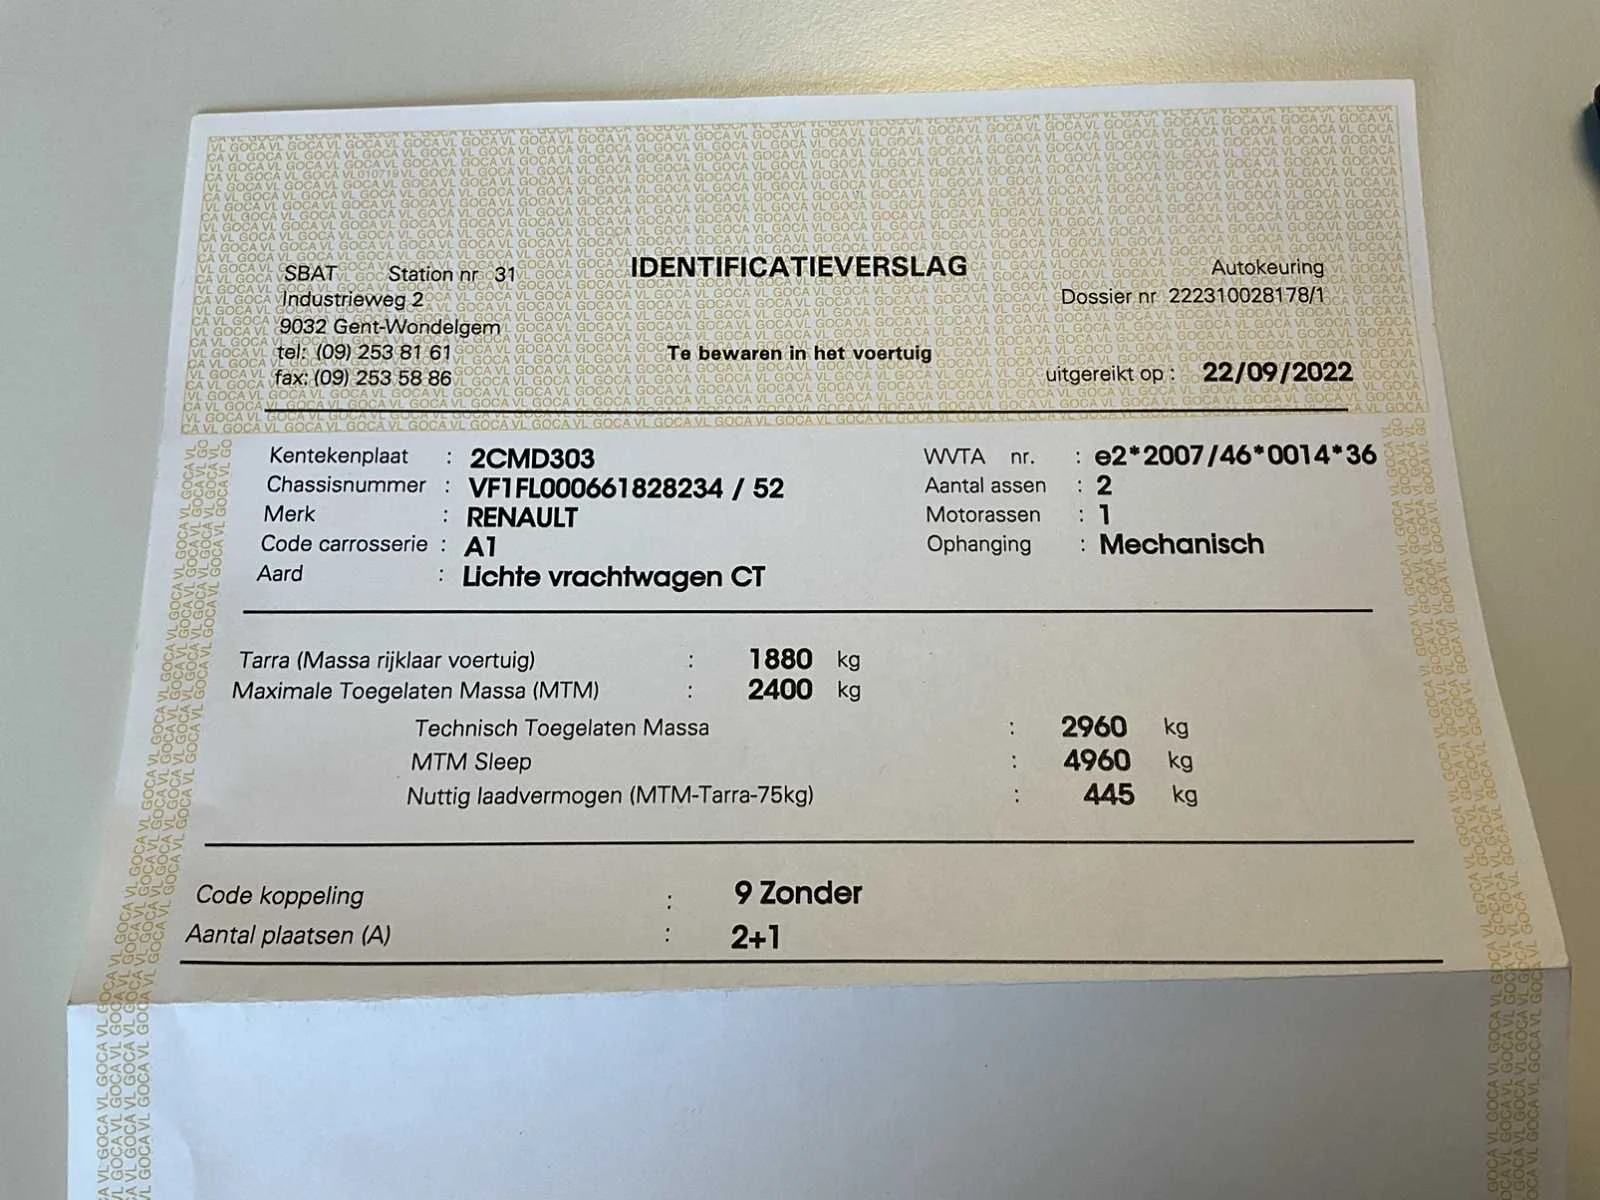 SBAT Station nr 31
Industrieweg 2
9032 Gent-Wondelgem
tel: (09) 253 81 61
fax: (09) 253 58 86
IDENTIFICATIEVERSLAG
Te bewaren in het voertuig
Autokeuring
Dossier nr 222310028178/1
uitgereikt op : 22/09/2022
Kentekenplaat : 2CMD303
Chassisnummer : VF1FL000661828234 / 52
Merk : RENAULT
Code carrosserie : A1
Aard : Lichte vrachtwagen CT
WVTA nr. : e2*2007/46*0014*36
Aantal assen : 2
Motorassen : 1
Ophanging : Mechanisch
Tarra (Massa rijklaar voertuig) : 1880 kg
Maximale Toegelaten Massa (MTM) : 2400 kg
Technisch Toegelaten Massa : 2960 kg
MTM Sleep : 4960 kg
Nuttig laadvermogen (MTM-Tarra-75kg) : 445 kg
Code koppeling : 9 Zonder
Aantal plaatsen (A) : 2+1